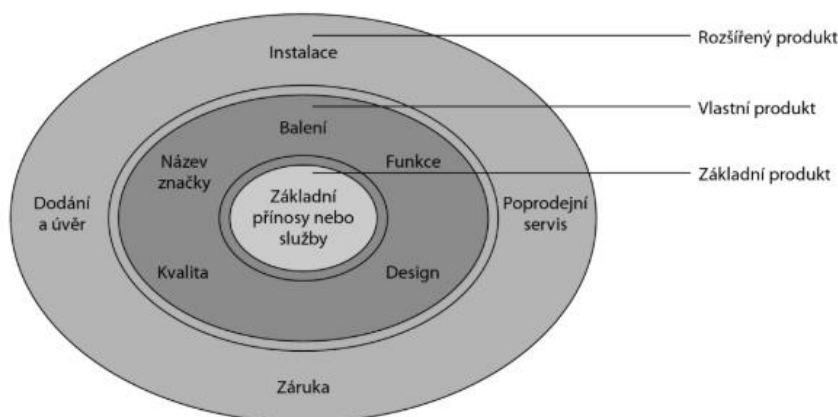 Instalace
Rozšířený produkt
Vlastní produkt
Balení
Název
značky
Funkce
Základní produkt
Základní
přínosy nebo
služby
Dodání
a úvěr
Poprodejní
servis
Kvalita
Design
Záruka